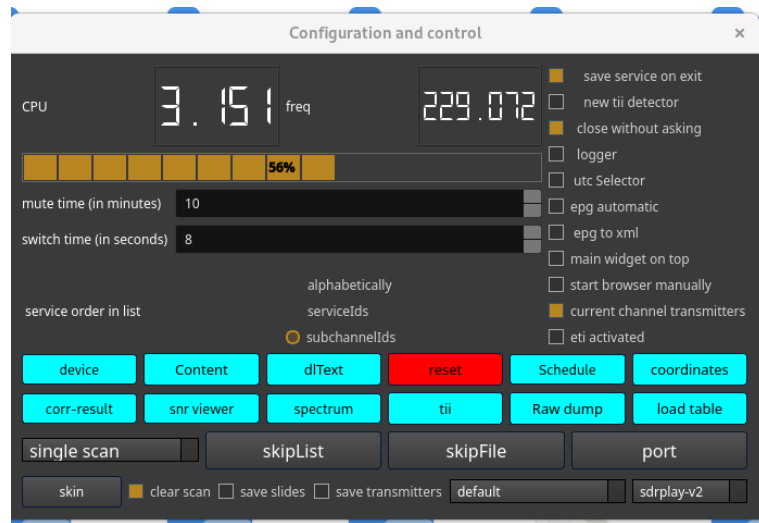 Configuration and control ×
CPU 3.151 freq 229.072
save service on exit
new tii detector
close without asking
logger
utc Selector
epg automatic
epg to xml
main widget on top
start browser manually
current channel transmitters
eti activated
56%
mute time (in minutes) 10
switch time (in seconds) 8
service order in list
alphabetically
serviceIds
subchannelIds
device Content dlText reset Schedule coordinates
corr-result snr viewer spectrum tii Raw dump load table
single scan skipList skipFile port
skin clear scan save slides save transmitters default sdrplay-v2